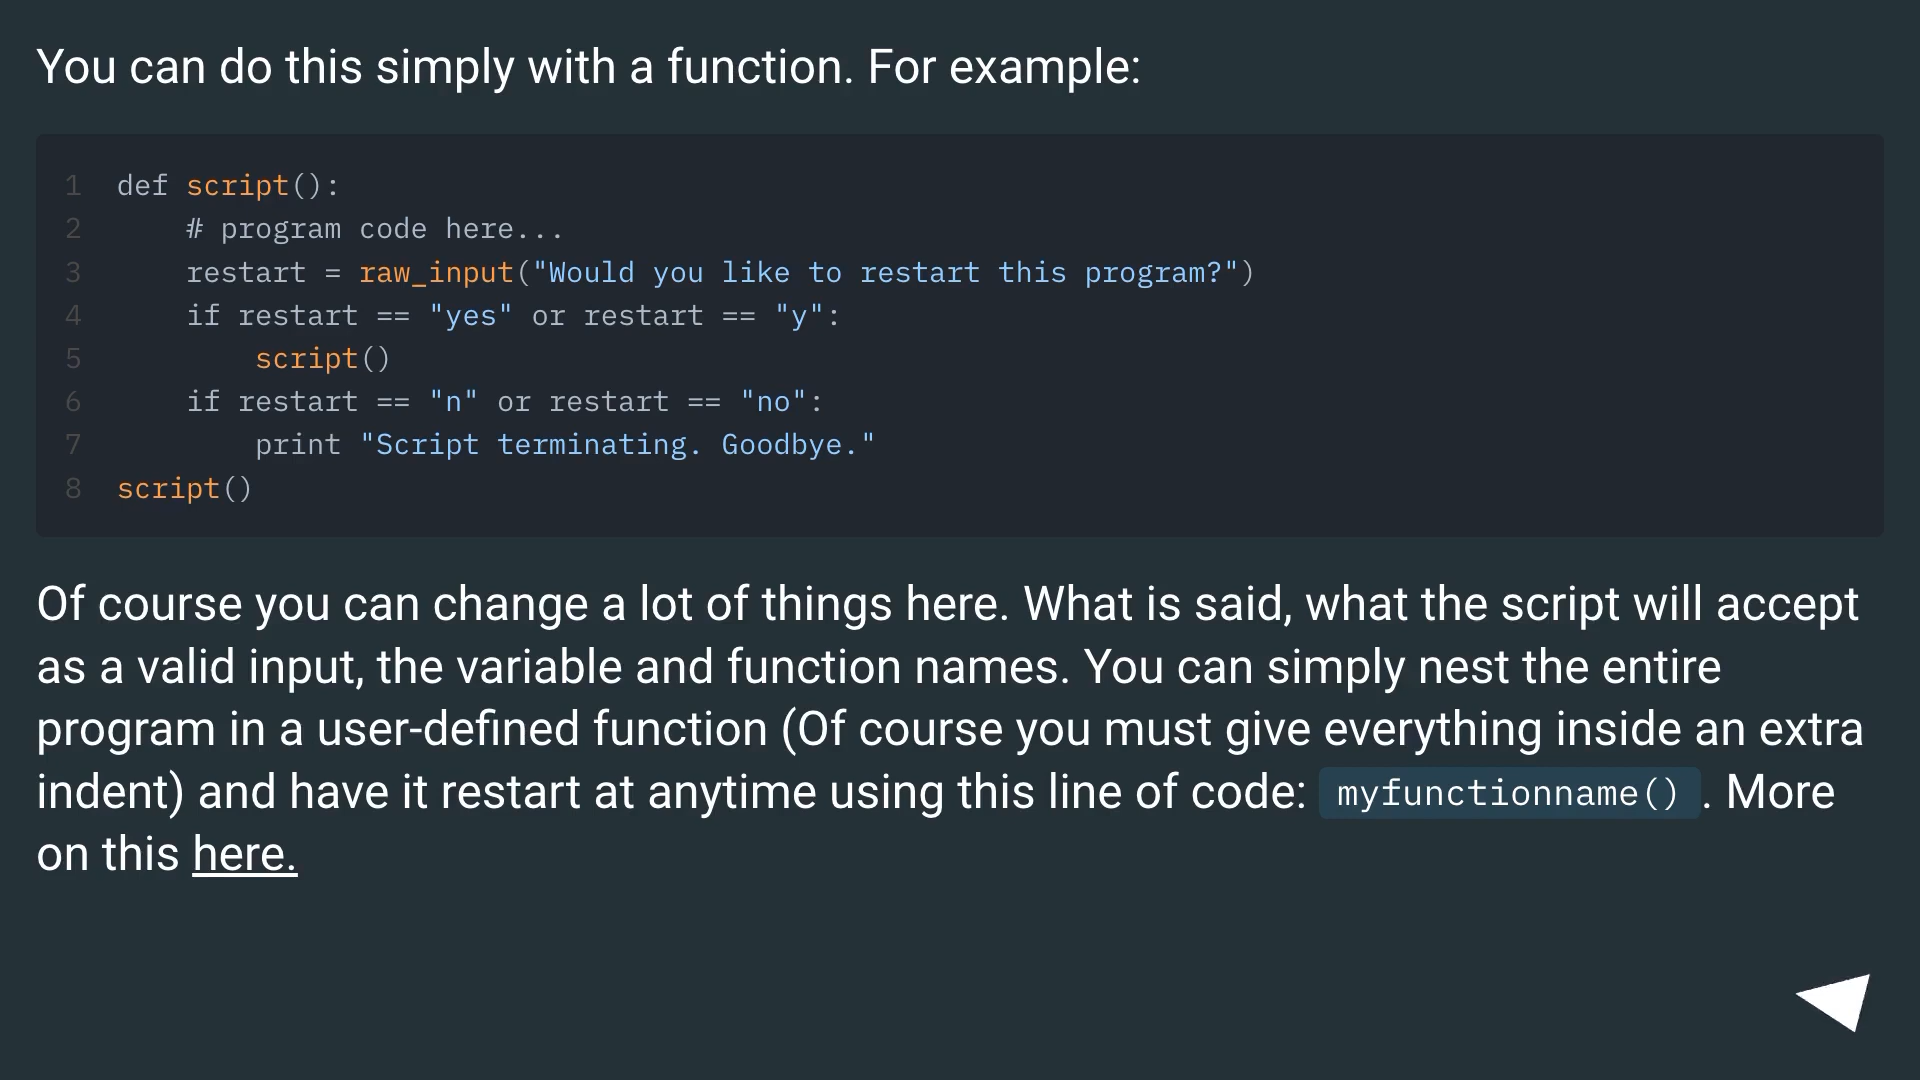 You can do this simply with a function. For example:
1 def script():
2     # program code here...
3     restart = raw_input("Would you like to restart this program?")
4     if restart == "yes" or restart == "y":
5         script()
6     if restart == "n" or restart == "no":
7         print "Script terminating. Goodbye."
8 script()
Of course you can change a lot of things here. What is said, what the script will accept
as a valid input, the variable and function names. You can simply nest the entire
program in a user-defined function (Of course you must give everything inside an extra
indent) and have it restart at anytime using this line of code: myfunctionname() . More
on this here.